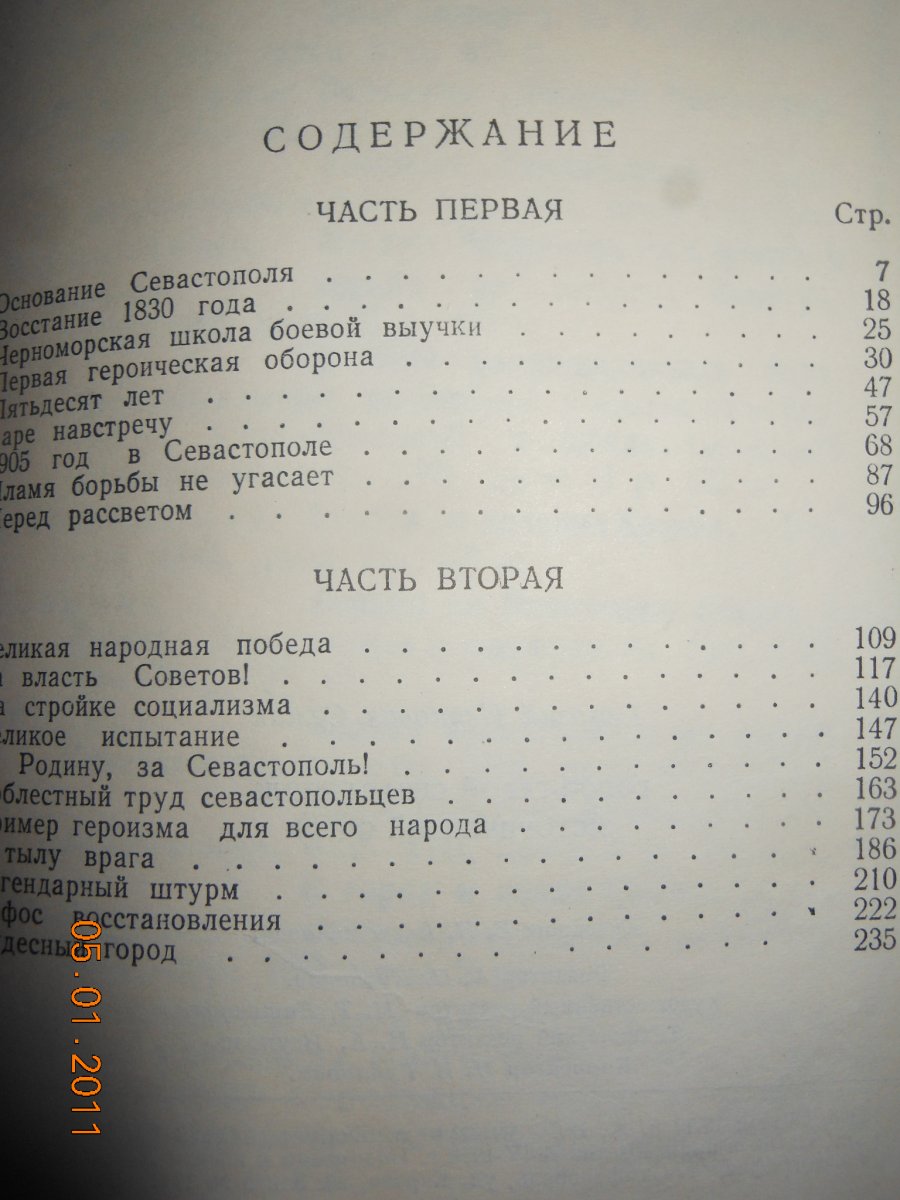 СОДЕРЖАНИЕ
ЧАСТЬ ПЕРВАЯ
Стр.
Основание Севастополя . . . . . . . . . . . . . . . . . 7
Восстание 1830 года . . . . . . . . . . . . . . . . . . 18
Черноморская школа боевой выучки . . . . . . . . . . . 25
Первая героическая оборона . . . . . . . . . . . . . . 30
Пятьдесят лет . . . . . . . . . . . . . . . . . . . . . 47
аре навстречу . . . . . . . . . . . . . . . . . . . . . 57
905 год в Севастополе . . . . . . . . . . . . . . . . . 68
Пламя борьбы не угасает . . . . . . . . . . . . . . . . 87
Перед рассветом . . . . . . . . . . . . . . . . . . . . 96
ЧАСТЬ ВТОРАЯ
еликая народная победа . . . . . . . . . . . . . . . . 109
а власть Советов! . . . . . . . . . . . . . . . . . . . 117
а стройке социализма . . . . . . . . . . . . . . . . . 140
еликое испытание . . . . . . . . . . . . . . . . . . . 147
Родину, за Севастополь! . . . . . . . . . . . . . . . . 152
облестный труд севастопольцев . . . . . . . . . . . . . 163
ример героизма для всего народа . . . . . . . . . . . . 173
тылу врага . . . . . . . . . . . . . . . . . . . . . . 186
гендарный штурм . . . . . . . . . . . . . . . . . . . . 210
фос восстановления . . . . . . . . . . . . . . . . . . 222
десный город . . . . . . . . . . . . . . . . . . . . . 235
05.01.2011